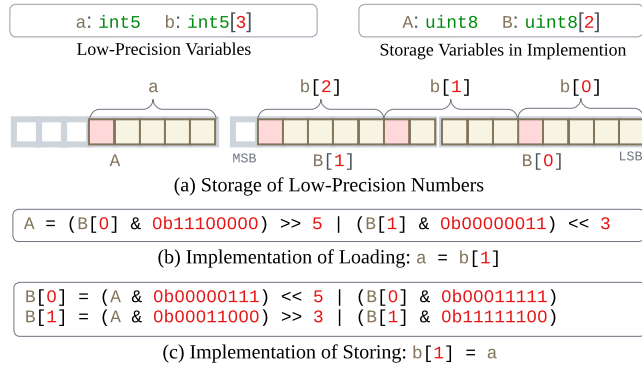 a: int5 b: int5[3]
A: uint8 B: uint8[2]
Low-Precision Variables
Storage Variables in Implemention
a
b[2]
b[1]
b[0]
A
MSB
B[1]
B[0]
LSB
(a) Storage of Low-Precision Numbers
A = (B[0] & 0b11100000) >> 5 | (B[1] & 0b00000011) << 3
(b) Implementation of Loading: a = b[1]
B[0] = (A & 0b00000111) << 5 | (B[0] & 0b00011111)
B[1] = (A & 0b00011000) >> 3 | (B[1] & 0b11111100)
(c) Implementation of Storing: b[1] = a